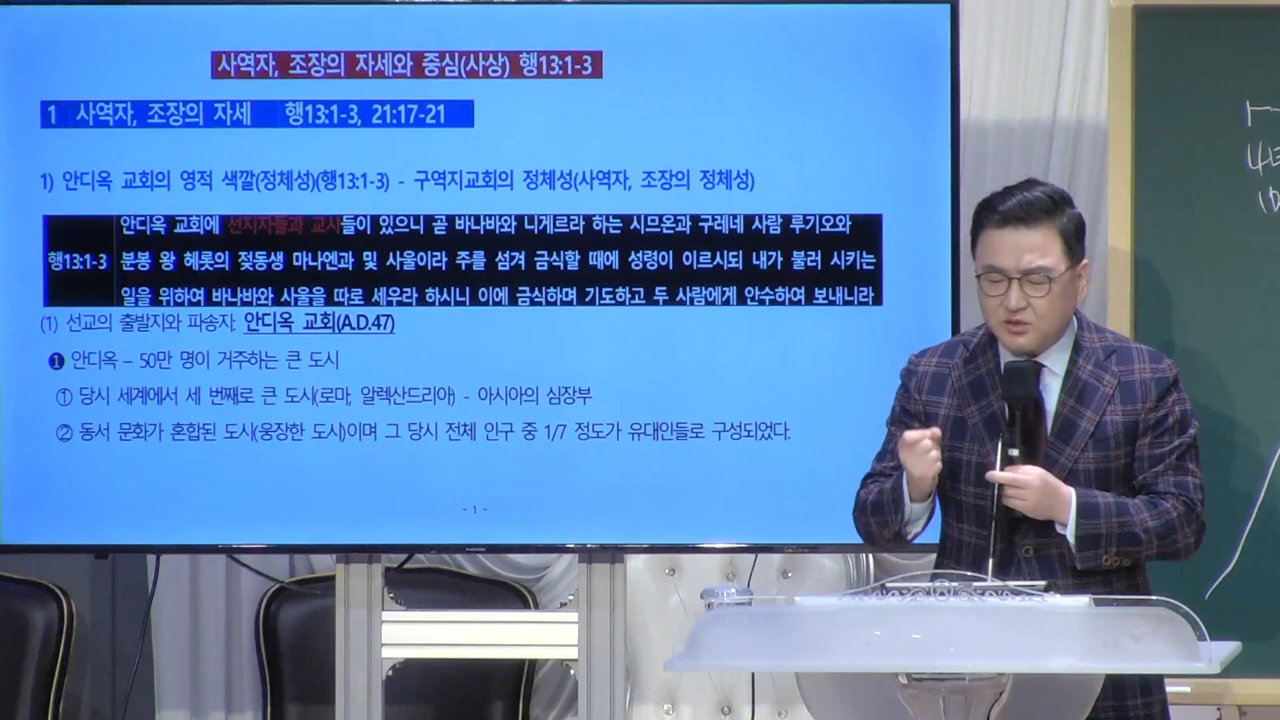 사역자, 조장의 자세와 중심(사상) 행13:1-3
1 사역자, 조장의 자세 행13:1-3, 21:17-21
1) 안디옥 교회의 영적 색깔(정체성)(행13:1-3) - 구역지교회의 정체성(사역자, 조장의 정체성)
행13:1-3
안디옥 교회에 선지자들과 교사들이 있으니 곧 바나바와 니게르라 하는 시므온과 구레네 사람 루기오와
분봉 왕 헤롯의 젖동생 마나엔과 및 사울이라 주를 섬겨 금식할 때에 성령이 이르시되 내가 불러 시키는
일을 위하여 바나바와 사울을 따로 세우라 하시니 이에 금식하며 기도하고 두 사람에게 안수하여 보내니라
(1) 선교의 출발지와 파송자: 안디옥 교회(A.D.47)
❶ 안디옥 – 50만 명이 거주하는 큰 도시
① 당시 세계에서 세 번째로 큰 도시(로마, 알렉산드리아) - 아시아의 심장부
② 동서 문화가 혼합된 도시(웅장한 도시)이며 그 당시 전체 인구 중 1/7 정도가 유대인들로 구성되었다.
- 1 -